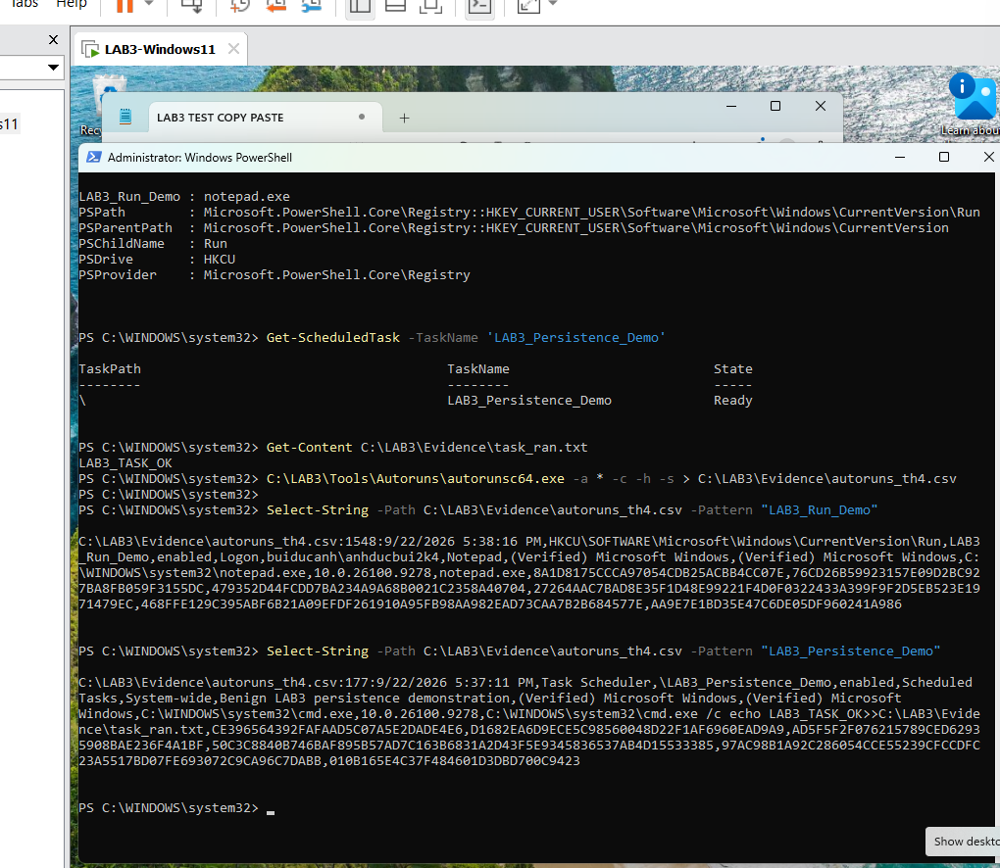 Tabs Help
LAB3-Windows11
s11
LAB3 TEST COPY PASTE
Learn about
Administrator: Windows PowerShell
LAB3_Run_Demo : notepad.exe
PSPath : Microsoft.PowerShell.Core\Registry::HKEY_CURRENT_USER\Software\Microsoft\Windows\CurrentVersion\Run
PSParentPath : Microsoft.PowerShell.Core\Registry::HKEY_CURRENT_USER\Software\Microsoft\Windows\CurrentVersion
PSChildName : Run
PSDrive : HKCU
PSProvider : Microsoft.PowerShell.Core\Registry
PS C:\WINDOWS\system32> Get-ScheduledTask -TaskName 'LAB3_Persistence_Demo'
TaskPath TaskName State
-------- -------- -----
\ LAB3_Persistence_Demo Ready
PS C:\WINDOWS\system32> Get-Content C:\LAB3\Evidence\task_ran.txt
LAB3_TASK_OK
PS C:\WINDOWS\system32> C:\LAB3\Tools\Autoruns\autorunsc64.exe -a * -c -h -s > C:\LAB3\Evidence\autoruns_th4.csv
PS C:\WINDOWS\system32>
PS C:\WINDOWS\system32> Select-String -Path C:\LAB3\Evidence\autoruns_th4.csv -Pattern "LAB3_Run_Demo"
C:\LAB3\Evidence\autoruns_th4.csv:1548:9/22/2026 5:38:16 PM,HKCU\SOFTWARE\Microsoft\Windows\CurrentVersion\Run,LAB3
_Run_Demo,enabled,Logon,buiducanh\anhducbui2k4,Notepad,(Verified) Microsoft Windows,(Verified) Microsoft Windows,C:
\WINDOWS\system32\notepad.exe,10.0.26100.9278,notepad.exe,8A1D8175CCCA97054CDB25ACBB4CC07E,76CD26B59923157E09D2BC92
7BA8FB059F3155DC,479352D44FCDD7BA234A9A68B0021C2358A40704,27264AAC7BAD8E35F1D48E99221F4D0F0322433A399F9F2D5EB523E19
71479EC,468FFE129C395ABF6B21A09EFDF261910A95FB98AA982EAD73CAA7B2B684577E,AA9E7E1BD35E47C6DE05DF960241A986
PS C:\WINDOWS\system32> Select-String -Path C:\LAB3\Evidence\autoruns_th4.csv -Pattern "LAB3_Persistence_Demo"
C:\LAB3\Evidence\autoruns_th4.csv:177:9/22/2026 5:37:11 PM,Task Scheduler,\LAB3_Persistence_Demo,enabled,Scheduled
Tasks,System-wide,Benign LAB3 persistence demonstration,(Verified) Microsoft Windows,(Verified) Microsoft
Windows,C:\WINDOWS\system32\cmd.exe,10.0.26100.9278,C:\WINDOWS\system32\cmd.exe /c echo LAB3_TASK_OK>>C:\LAB3\Evide
nce\task_ran.txt,CE396564392FAFAAD5C07A5E2DADE4E6,D1682EA6D9ECE5C98560048D22F1AF6960EAD9A9,AD5F5F2F076215789CED6293
5908BAE236F4A1BF,50C3C8840B746BAF895B57AD7C163B6831A2D43F5E9345836537AB4D15533385,97AC98B1A92C286054CCE55239CFCCDFC
23A5517BD07FE693072C9CA96C7DABB,010B165E4C37F484601D3DBD700C9423
PS C:\WINDOWS\system32>
Show deskto